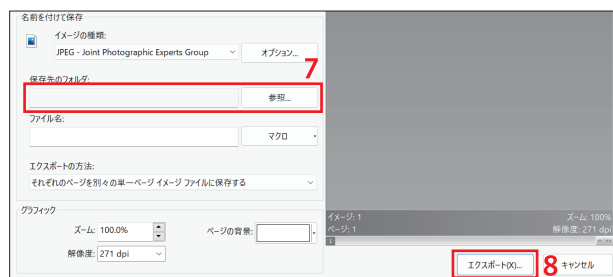 名前を付けて保存
イメージの種類:
JPEG - Joint Photographic Experts Group
オプション...
7
保存先のフォルダ:
参照...
ファイル名:
マクロ
エクスポートの方法:
それぞれのページを別々の単一ページ イメージ ファイルに保存する
グラフィック
ズーム: 100.0%
ページの背景:
解像度: 271 dpi
イメージ: 1
ズーム: 100%
ページ: 1
解像度: 271 dpi
1
エクスポート(X)...
8
キャンセル